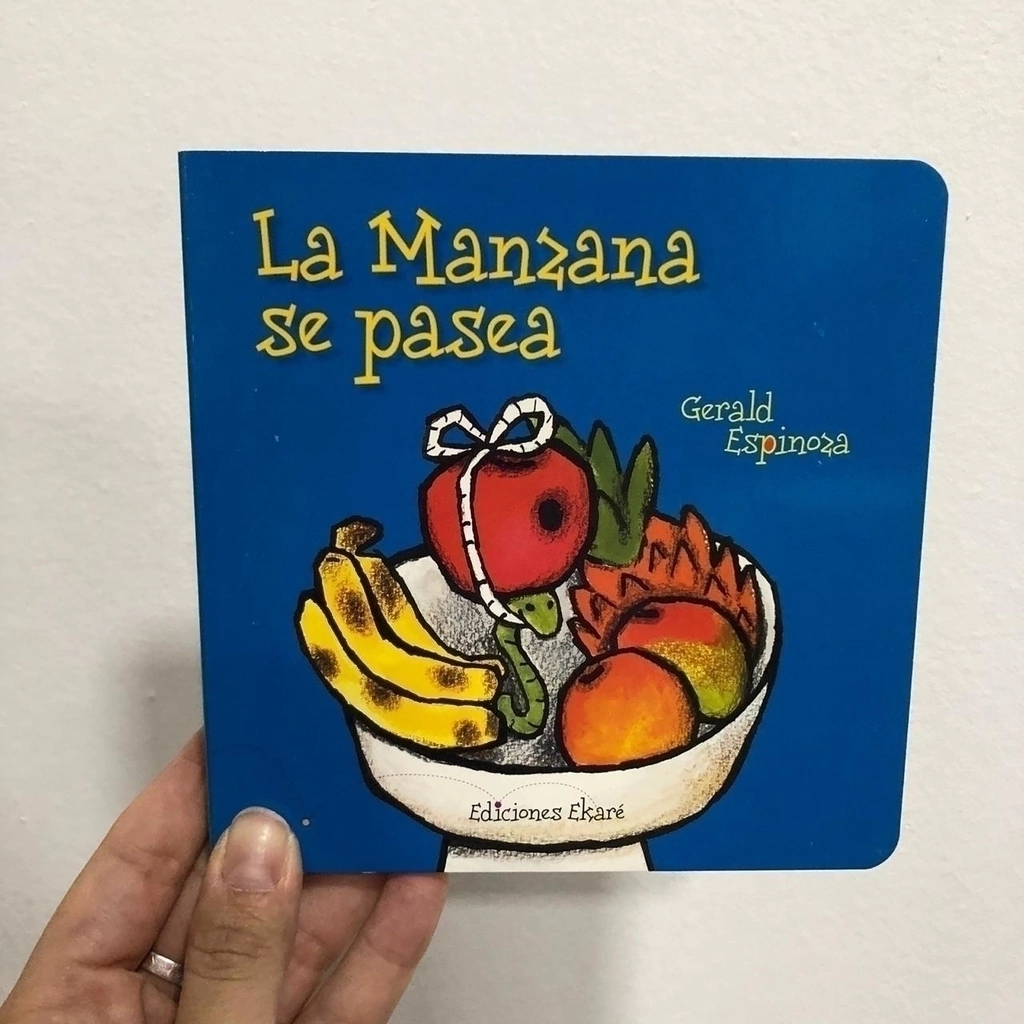 La Manzana
se pasea
Gerald
Espinoza
Ediciones Ekaré